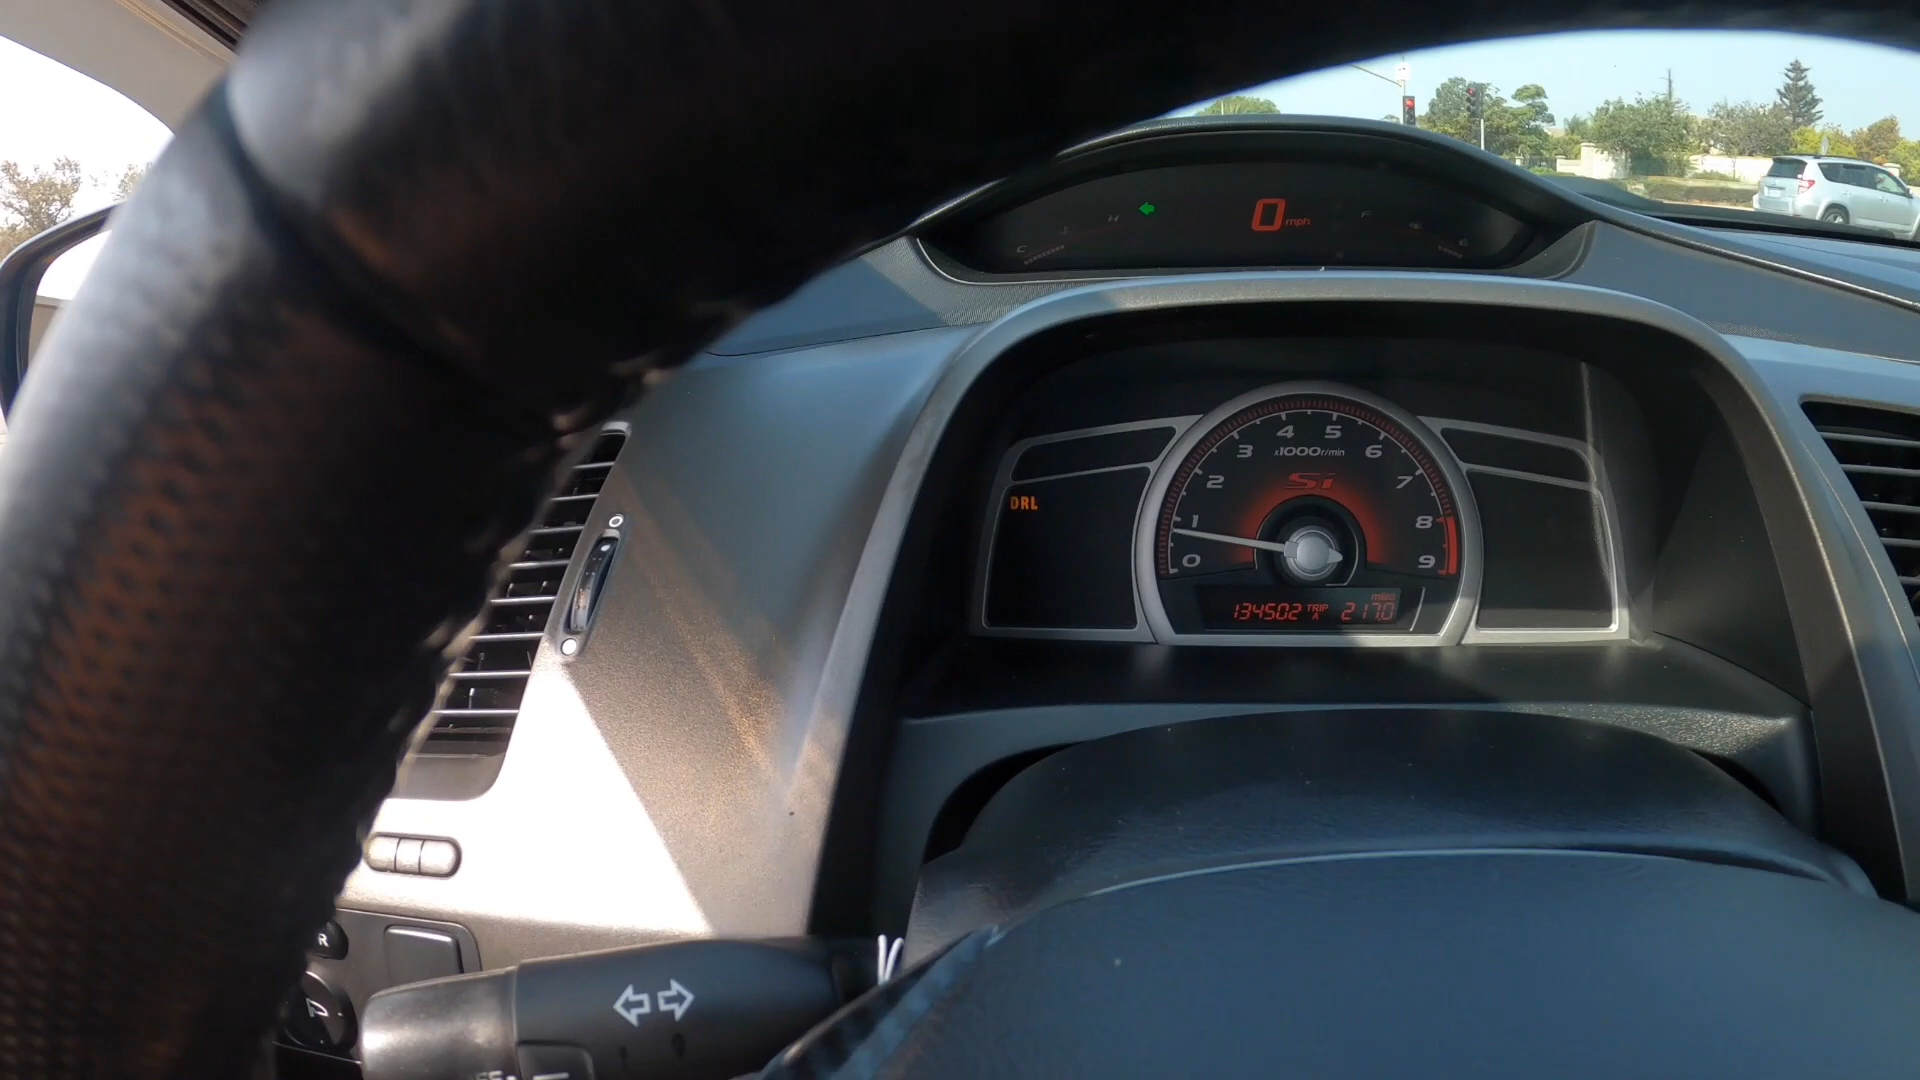 H
0 mph
F
C
4 5
3 x1000r/min 6
2 Si 7
DRL
1 8
0 9
miles
134502 TRIP A 217.0
R